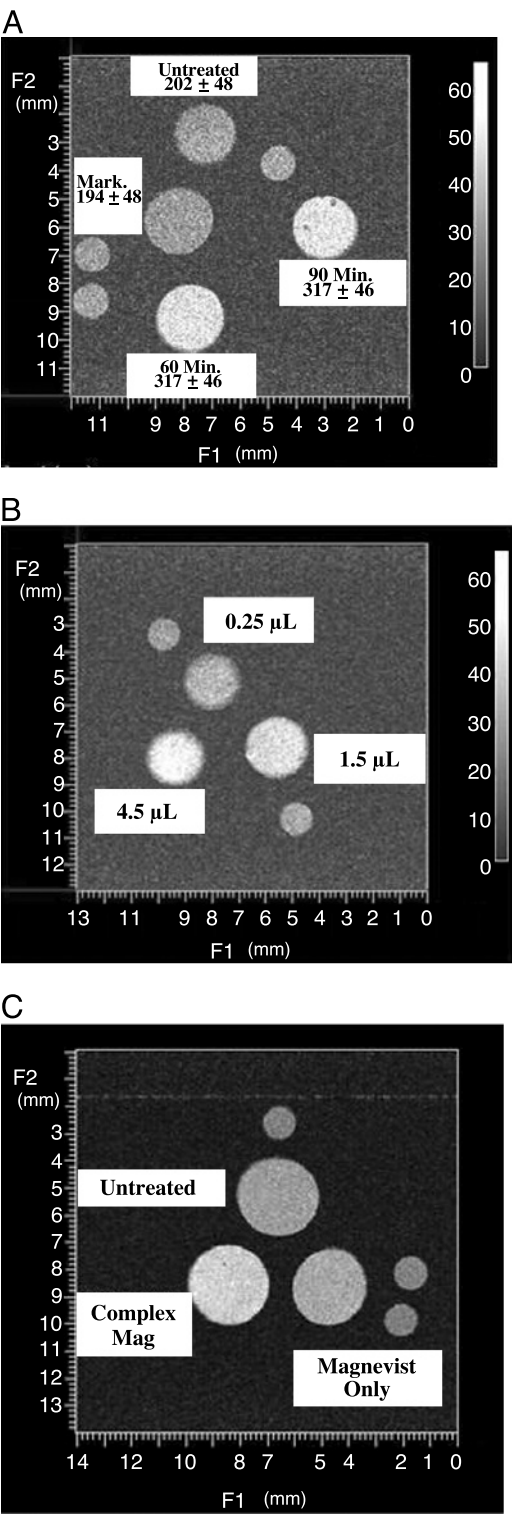 A
F2
(mm)
Untreated
202 ± 48
Mark.
194 ± 48
90 Min.
317 ± 46
60 Min.
317 ± 46
3
4
5
6
7
8
9
10
11
11 9 8 7 6 5 4 3 2 1 0
F1 (mm)
60
50
40
30
20
10
0
B
F2
(mm)
0.25 µL
1.5 µL
4.5 µL
3
4
5
6
7
8
9
10
11
12
13 11 9 8 7 6 5 4 3 2 1 0
F1 (mm)
60
50
40
30
20
10
0
C
F2
(mm)
Untreated
Complex
Mag
Magnevist
Only
3
4
5
6
7
8
9
10
11
12
13
14 12 10 8 7 5 4 2 1 0
F1 (mm)